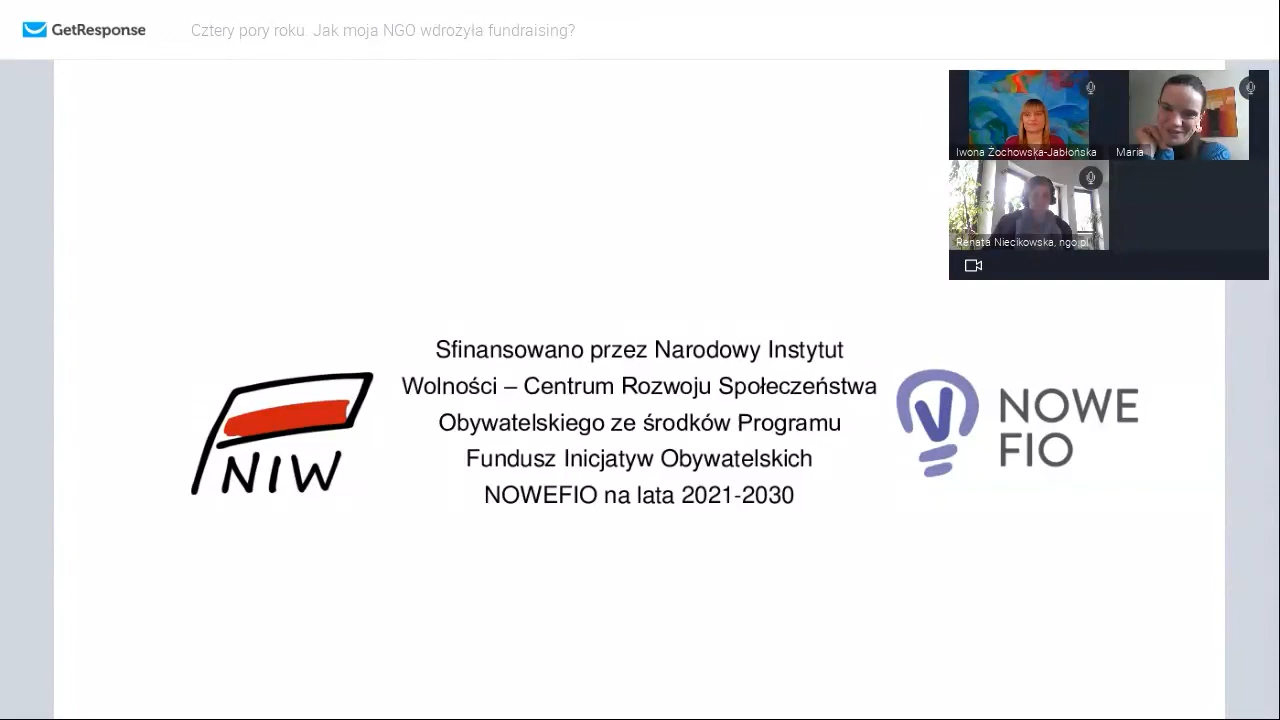 GetResponse
Cztery pory roku. Jak moja NGO wdrożyła fundraising?
Iwona Żochowska-Jabłońska
Maria
Renata Niecikowska, ngo.pl
Sfinansowano przez Narodowy Instytut
Wolności – Centrum Rozwoju Społeczeństwa
Obywatelskiego ze środków Programu
Fundusz Inicjatyw Obywatelskich
NOWEFIO na lata 2021-2030
NIW
NOWE
FIO